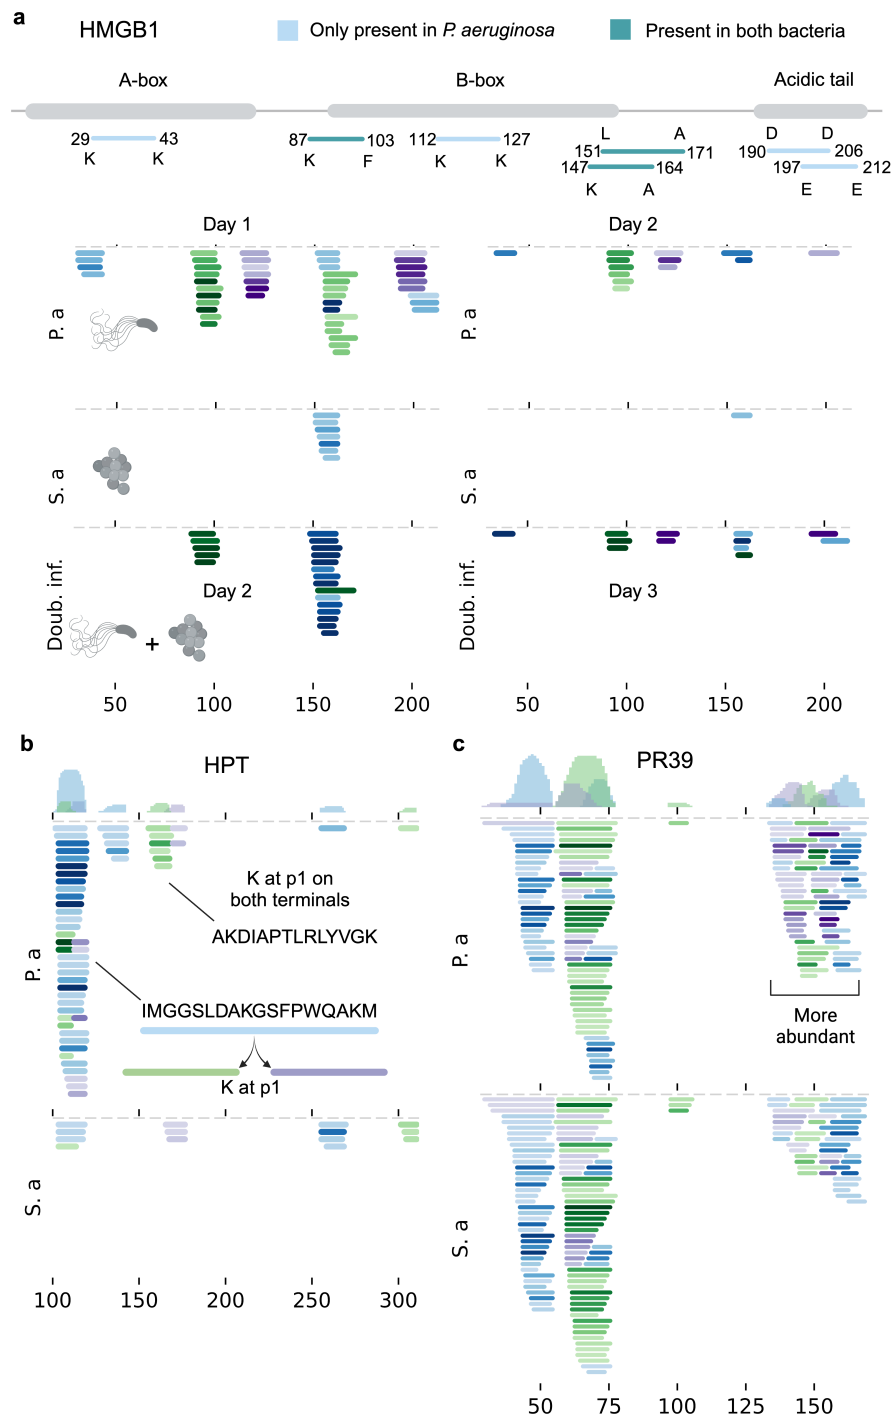 a
HMGB1
Only present in P. aeruginosa
Present in both bacteria
A-box
B-box
Acidic tail
29
43
K
K
87
103
K
F
112
127
K
K
L
A
151
171
147
164
K
A
D
D
190
206
197
212
E
E
Day 1
Day 2
P. a
P. a
S. a
S. a
Doub. inf.
Day 2
+
Doub. inf.
Day 3
50
100
150
200
50
100
150
200
b
HPT
P. a
K at p1 on
both terminals
AKDIAPTLRLYVGK
IMGGSLDAKGSFPWQAKM
K at p1
S. a
100
150
200
250
300
c
PR39
P. a
More
abundant
S. a
50
75
100
125
150